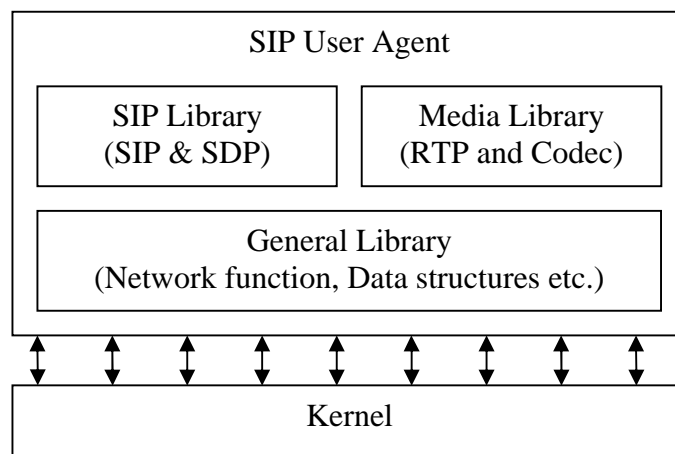 SIP User Agent
SIP Library
(SIP & SDP)
Media Library
(RTP and Codec)
General Library
(Network function, Data structures etc.)
Kernel